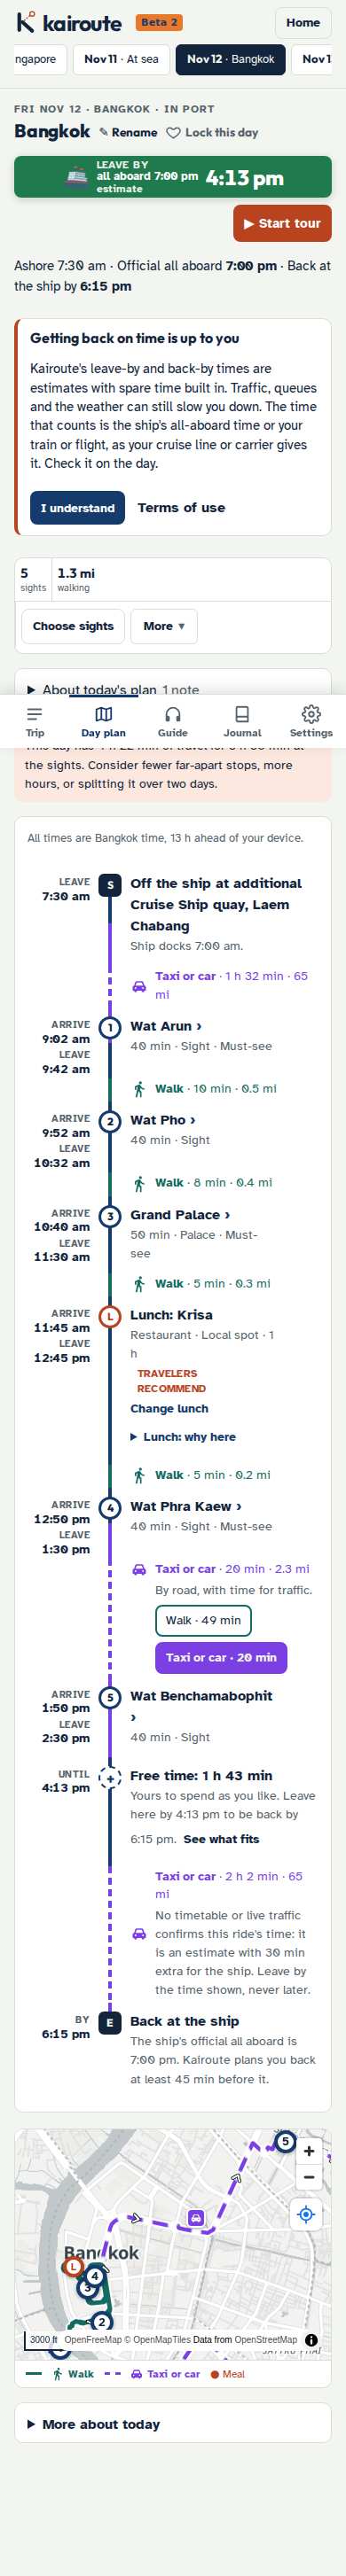 kairoute
Beta 2
Home
ngapore
Nov 11 · At sea
Nov 12 · Bangkok
Nov 1
FRI NOV 12 · BANGKOK · IN PORT
Bangkok
Rename
Lock this day
LEAVE BY
all aboard 7:00 pm
estimate
4:13 pm
Start tour
Ashore 7:30 am · Official all aboard 7:00 pm · Back at
the ship by 6:15 pm
Getting back on time is up to you
Kairoute's leave-by and back-by times are
estimates with spare time built in. Traffic, queues
and the weather can still slow you down. The time
that counts is the ship's all-aboard time or your
train or flight, as your cruise line or carrier gives
it. Check it on the day.
I understand
Terms of use
5
sights
1.3 mi
walking
Choose sights
More
About today's plan 1 note
Trip
Day plan
Guide
Journal
Settings
the sights. Consider fewer far-apart stops, more
hours, or splitting it over two days.
All times are Bangkok time, 13 h ahead of your device.
LEAVE
7:30 am
S
Off the ship at additional
Cruise Ship quay, Laem
Chabang
Ship docks 7:00 am.
Taxi or car · 1 h 32 min · 65
mi
ARRIVE
9:02 am
LEAVE
9:42 am
1
Wat Arun ›
40 min · Sight · Must-see
Walk · 10 min · 0.5 mi
ARRIVE
9:52 am
LEAVE
10:32 am
2
Wat Pho ›
40 min · Sight
Walk · 8 min · 0.4 mi
ARRIVE
10:40 am
LEAVE
11:30 am
3
Grand Palace ›
50 min · Palace · Must-
see
Walk · 5 min · 0.3 mi
ARRIVE
11:45 am
LEAVE
12:45 pm
L
Lunch: Krisa
Restaurant · Local spot · 1
h
TRAVELERS
RECOMMEND
Change lunch
Lunch: why here
Walk · 5 min · 0.2 mi
ARRIVE
12:50 pm
LEAVE
1:30 pm
4
Wat Phra Kaew ›
40 min · Sight · Must-see
Taxi or car · 20 min · 2.3 mi
By road, with time for traffic.
Walk · 49 min
Taxi or car · 20 min
ARRIVE
1:50 pm
LEAVE
2:30 pm
5
Wat Benchamabophit
›
40 min · Sight
UNTIL
4:13 pm
+
Free time: 1 h 43 min
Yours to spend as you like. Leave
here by 4:13 pm to be back by
6:15 pm. See what fits
Taxi or car · 2 h 2 min · 65
mi
No timetable or live traffic
confirms this ride's time: it
is an estimate with 30 min
extra for the ship. Leave by
the time shown, never later.
BY
6:15 pm
E
Back at the ship
The ship's official all aboard is
7:00 pm. Kairoute plans you back
at least 45 min before it.
5
+
−
Bangkok
L
4
3
2
3000 ft
OpenFreeMap © OpenMapTiles Data from OpenStreetMap
Walk
Taxi or car
Meal
More about today